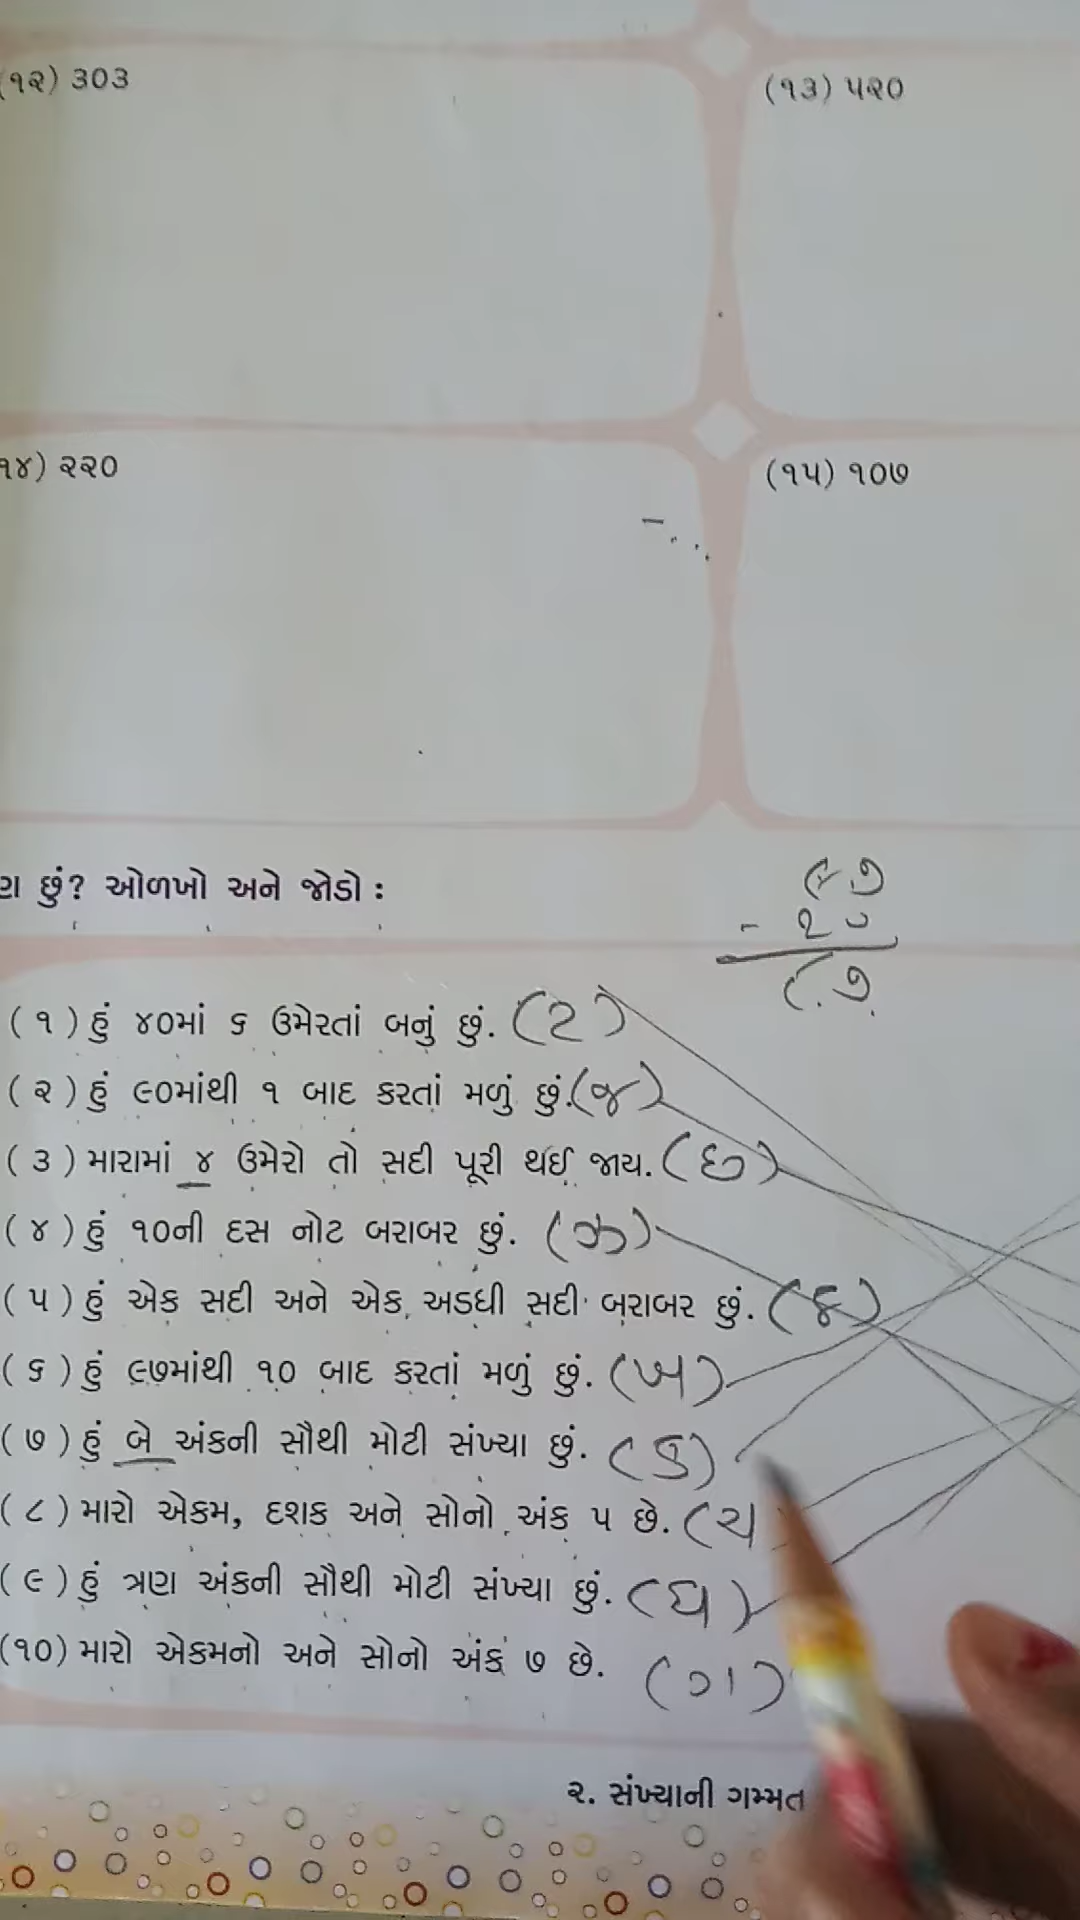 (૧૨) ૩૦૩
(૧૩) ૫૨૦
૧૪) ૨૨૦
(૧૫) ૧૦૭
ણ છું? ઓળખો અને જોડો :
૯૭
- ૧૦
૮૭
(૧) હું ૪૦માં ૬ ઉમેરતાં બનું છું. (ટ)
(૨) હું ૯૦માંથી ૧ બાદ કરતાં મળું છું. (જ)
(૩) મારામાં ૪ ઉમેરો તો સદી પૂરી થઈ જાય. (છ)
(૪) હું ૧૦ની દસ નોટ બરાબર છું. (ઝ)
(૫) હું એક સદી અને એક અડધી સદી બરાબર છું.
(૬) હું ૯૭માંથી ૧૦ બાદ કરતાં મળું છું. (ખ)
(૭) હું બે અંકની સૌથી મોટી સંખ્યા છું. (ક)
(૮) મારો એકમ, દશક અને સોનો અંક ૫ છે. (ચ
(૯) હું ત્રણ અંકની સૌથી મોટી સંખ્યા છું. (ઘ)
(૧૦) મારો એકમનો અને સોનો અંક ૭ છે. (ગ)
૨. સંખ્યાની ગમ્મત